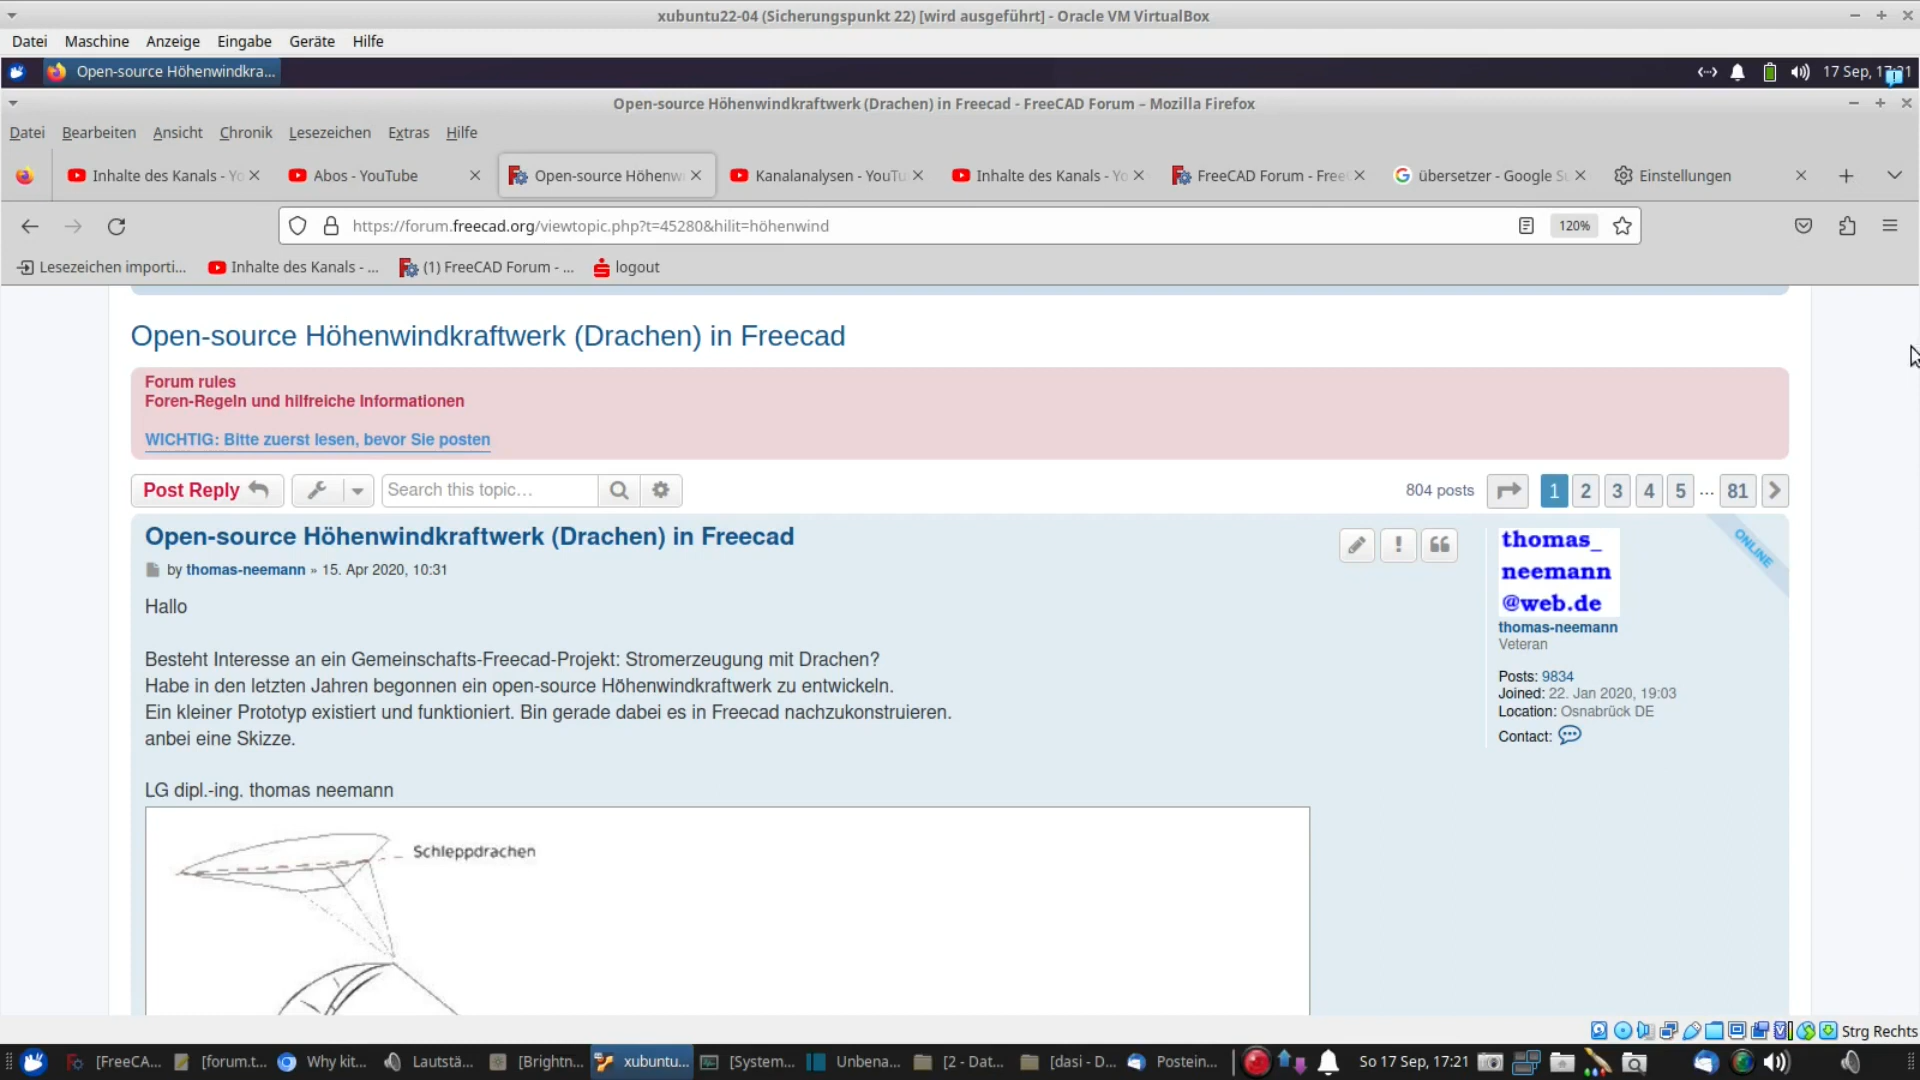 xubuntu22-04 (Sicherungspunkt 22) [wird ausgeführt] - Oracle VM VirtualBox
Datei Maschine Anzeige Eingabe Geräte Hilfe
Open-source Höhenwindkra... 17 Sep,
Open-source Höhenwindkraftwerk (Drachen) in Freecad - FreeCAD Forum – Mozilla Firefox
Datei Bearbeiten Ansicht Chronik Lesezeichen Extras Hilfe
Inhalte des Kanals - Yo Abos - YouTube Open-source Höhenw Kanalanalysen - YouTu Inhalte des Kanals - Yo FreeCAD Forum - Free übersetzer - Google S Einstellungen
https://forum.freecad.org/viewtopic.php?t=45280&hilit=höhenwind 120%
Lesezeichen importi... Inhalte des Kanals - ... (1) FreeCAD Forum - ... logout
Open-source Höhenwindkraftwerk (Drachen) in Freecad
Forum rules
Foren-Regeln und hilfreiche Informationen
WICHTIG: Bitte zuerst lesen, bevor Sie posten
Post Reply Search this topic… 804 posts 1 2 3 4 5 ... 81
Open-source Höhenwindkraftwerk (Drachen) in Freecad
by thomas-neemann » 15. Apr 2020, 10:31
Hallo
Besteht Interesse an ein Gemeinschafts-Freecad-Projekt: Stromerzeugung mit Drachen?
Habe in den letzten Jahren begonnen ein open-source Höhenwindkraftwerk zu entwickeln.
Ein kleiner Prototyp existiert und funktioniert. Bin gerade dabei es in Freecad nachzukonstruieren.
anbei eine Skizze.
LG dipl.-ing. thomas neemann
Schleppdrachen
ONLINE
thomas_
neemann
@web.de
thomas-neemann
Veteran
Posts: 9834
Joined: 22. Jan 2020, 19:03
Location: Osnabrück DE
Contact:
Strg Rechts
[FreeCA... [forum.t... Why kit... Lautstä... [Brightn... xubuntu... [System... Unbena... [2 - Dat... [dasi - D... Postein... So 17 Sep, 17:21